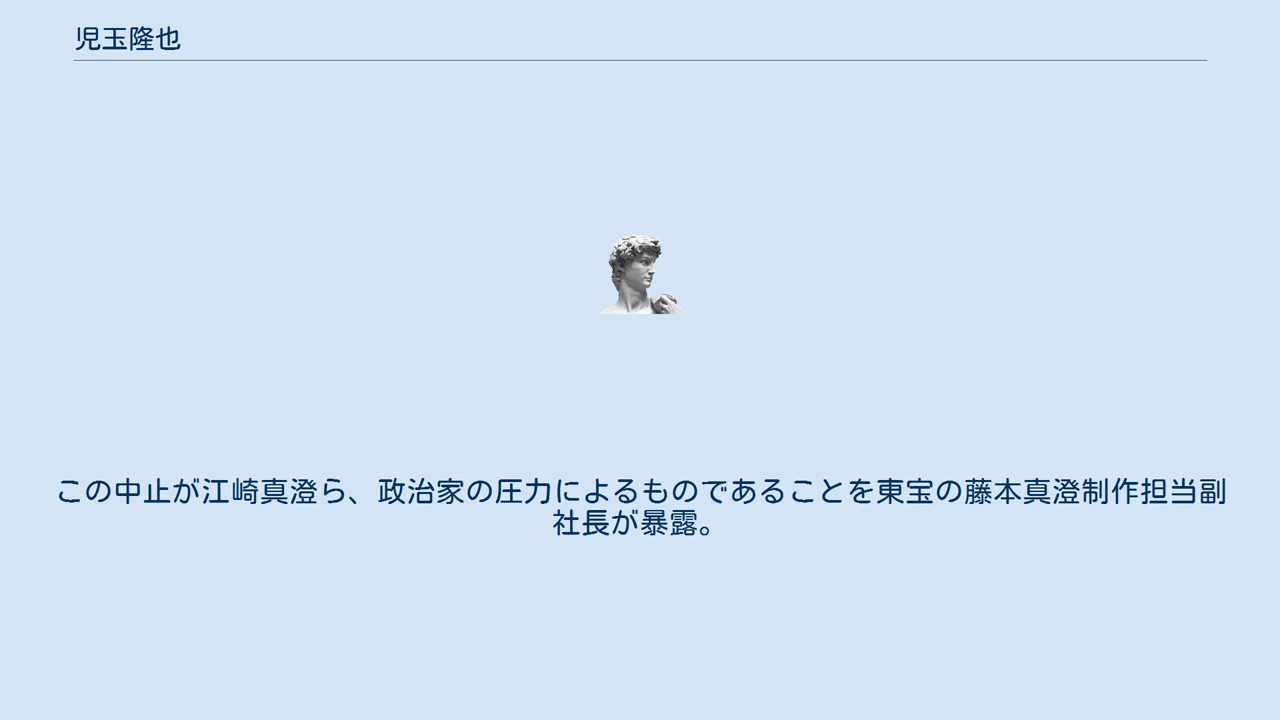 児玉隆也
この中止が江崎真澄ら、政治家の圧力によるものであることを東宝の藤本真澄制作担当副
社長が暴露。